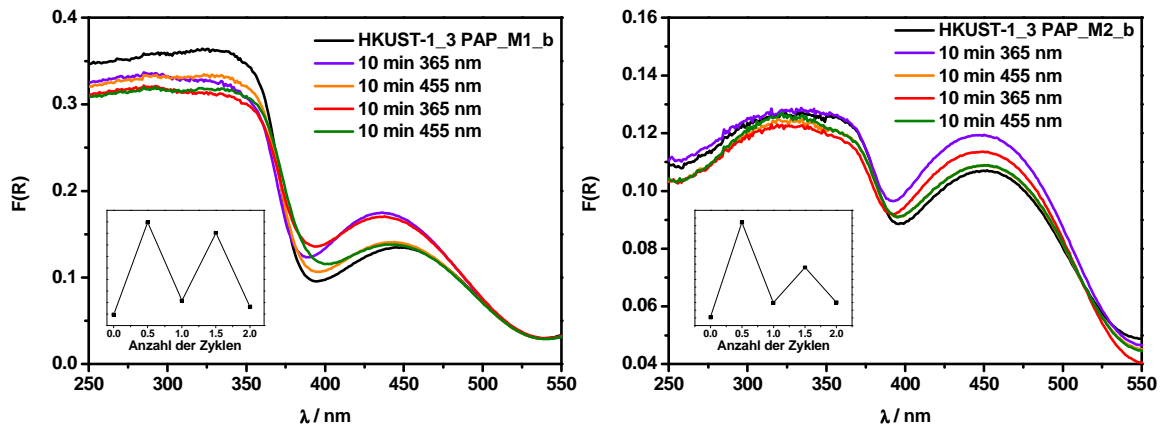 HKUST-1_3 PAP_M1_b
10 min 365 nm
10 min 455 nm
10 min 365 nm
10 min 455 nm
F(R)
0.4
0.3
0.2
0.1
0.0
0.0 0.5 1.0 1.5 2.0
Anzahl der Zyklen
250 300 350 400 450 500 550
λ / nm
HKUST-1_3 PAP_M2_b
10 min 365 nm
10 min 455 nm
10 min 365 nm
10 min 455 nm
F(R)
0.16
0.14
0.12
0.10
0.08
0.06
0.04
0.0 0.5 1.0 1.5 2.0
Anzahl der Zyklen
250 300 350 400 450 500 550
λ / nm